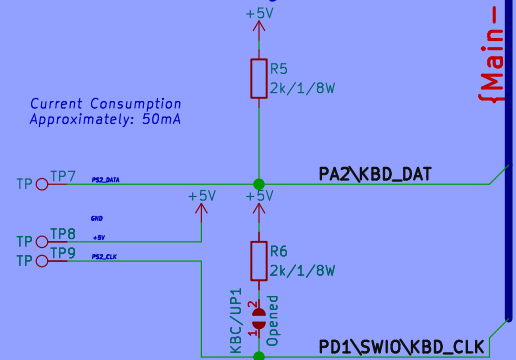 +5V
R5
2k/1/8W
{Main-
Current Consumption
Approximately: 50mA
TP TP7 PS2_DATA
PA2\KBD_DAT
+5V +5V
GND
TP TP8 +5V
TP TP9 PS2_CLK
R6
2k/1/8W
KBC/UP1
2
1
Opened
PD1\SWIO\KBD_CLK